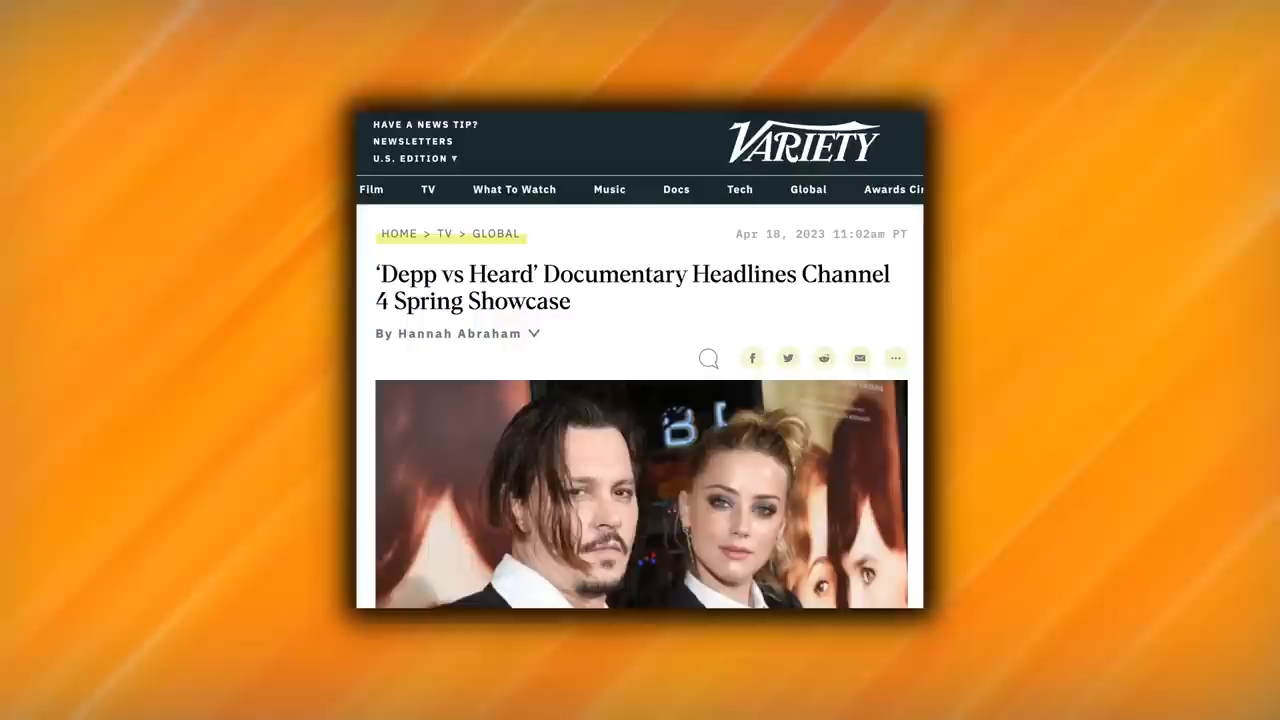 HAVE A NEWS TIP?
NEWSLETTERS
U.S. EDITION ▾
VARIETY
Film TV What To Watch Music Docs Tech Global Awards Cir
HOME > TV > GLOBAL
Apr 18, 2023 11:02am PT
‘Depp vs Heard’ Documentary Headlines Channel
4 Spring Showcase
By Hannah Abraham